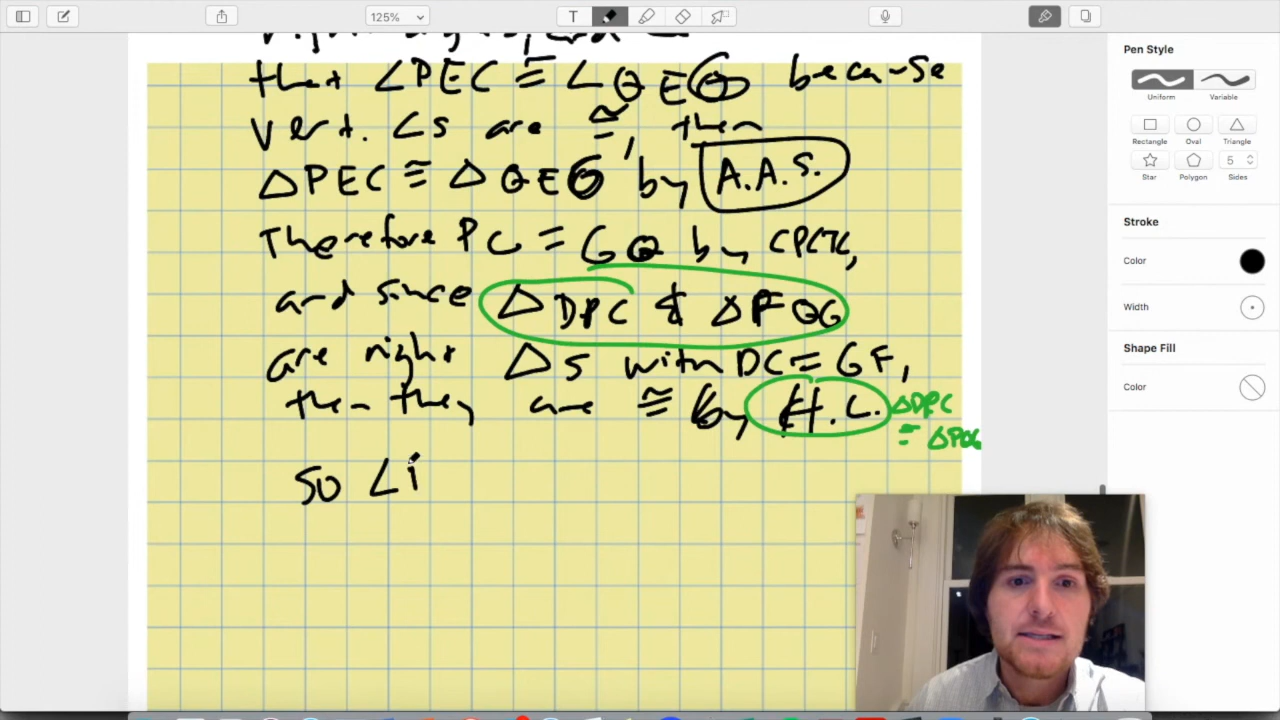 125%
that ∠PEC ≅ ∠QEG because
vert. ∠s are ≅, then
△PEC ≅ △QEG by A.A.S.
Therefore PC = GQ by CPCTC,
and since △DPC & △FQG
are right △s with DC = GF,
then they are ≅ by H.L. △DPC
≅
so ∠
Pen Style
Uniform Variable
Rectangle Oval Triangle
5
Star Polygon Sides
Stroke
Color
Width
Shape Fill
Color